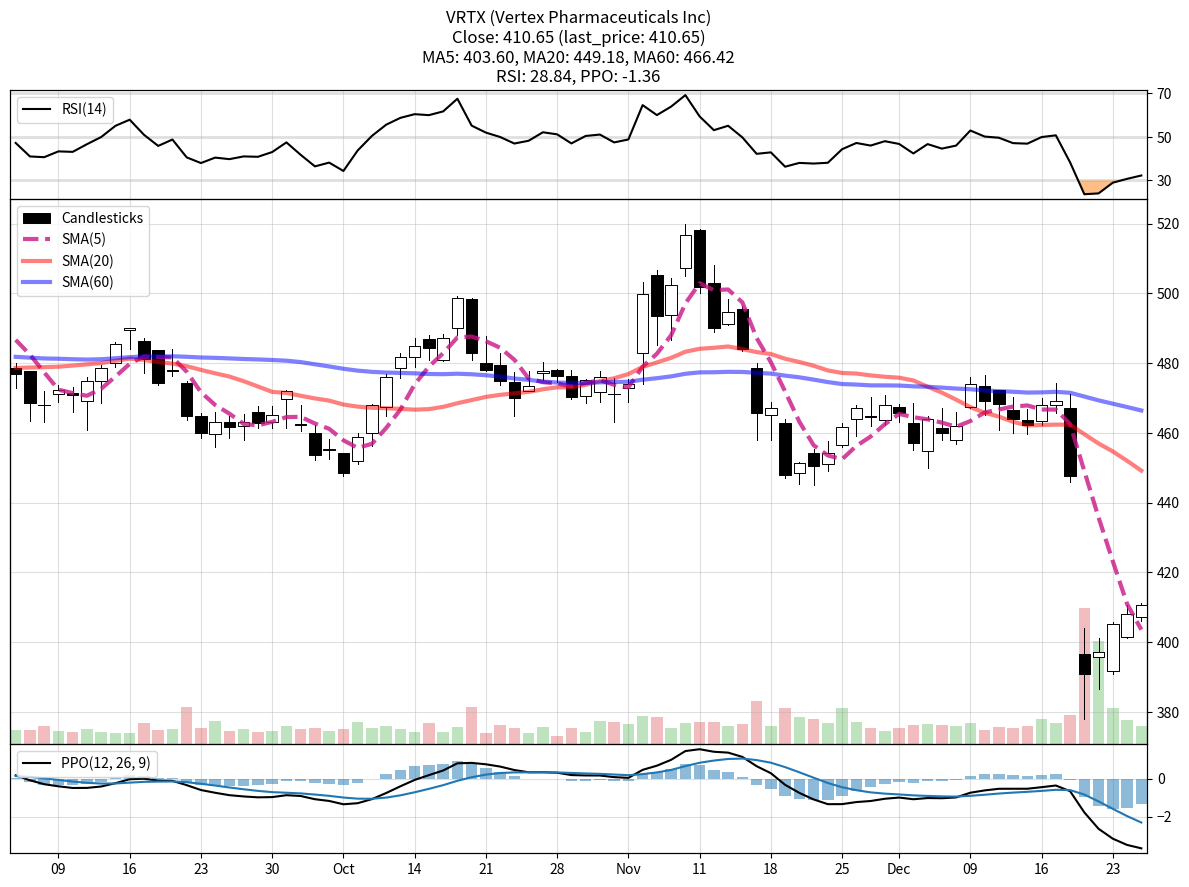 VRTX (Vertex Pharmaceuticals Inc)
Close: 410.65 (last_price: 410.65)
MA5: 403.60, MA20: 449.18, MA60: 466.42
RSI: 28.84, PPO: -1.36
RSI(14)
70
50
30
Candlesticks
SMA(5)
SMA(20)
SMA(60)
520
500
480
460
440
420
400
380
PPO(12, 26, 9)
0
−2
09 16 23 30 Oct 14 21 28 Nov 11 18 25 Dec 09 16 23